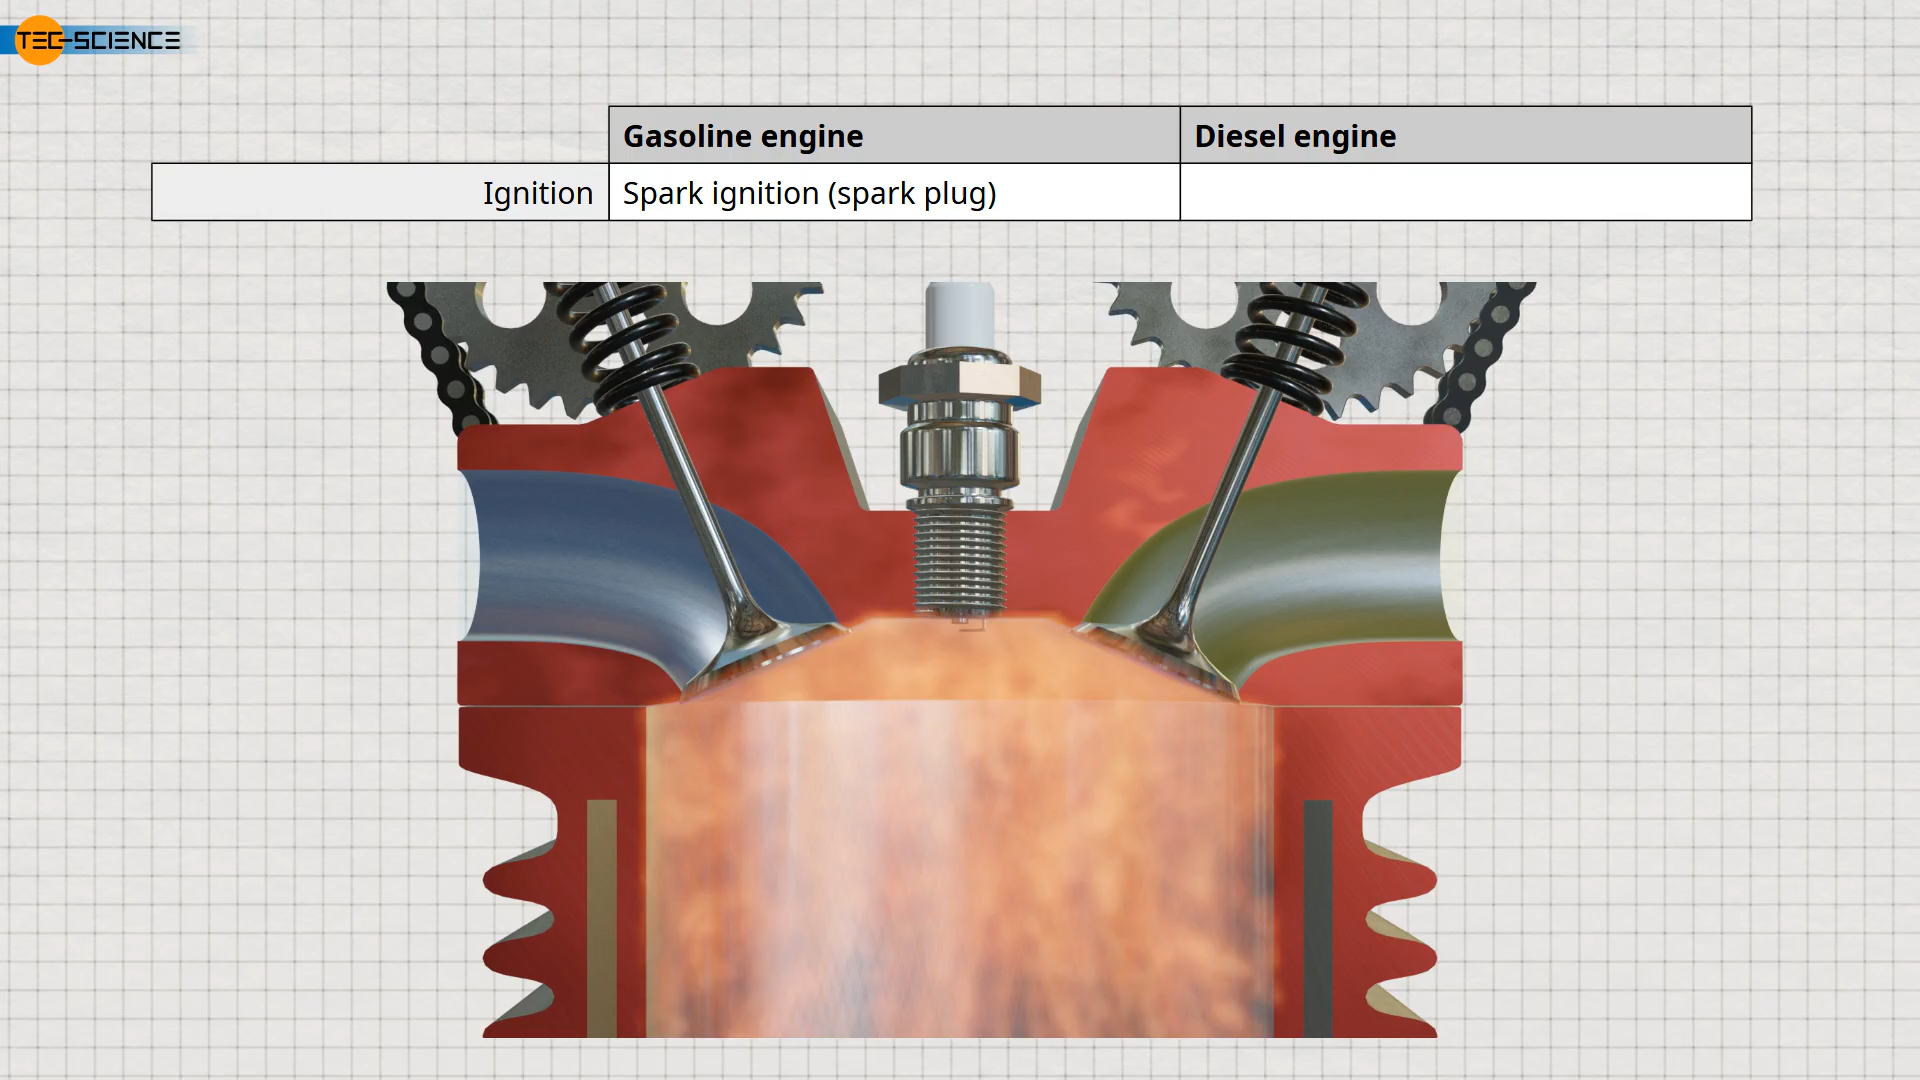 TEC-SCIENCE
Gasoline engine
Diesel engine
Ignition
Spark ignition (spark plug)